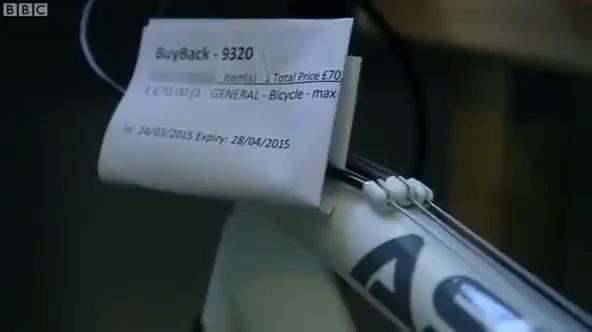 BBC
BuyBack - 9320
Item(s) : Total Price £70
1 £70.00 /1 - GENERAL - Bicycle - max
In: 24/03/2015 Expiry: 28/04/2015